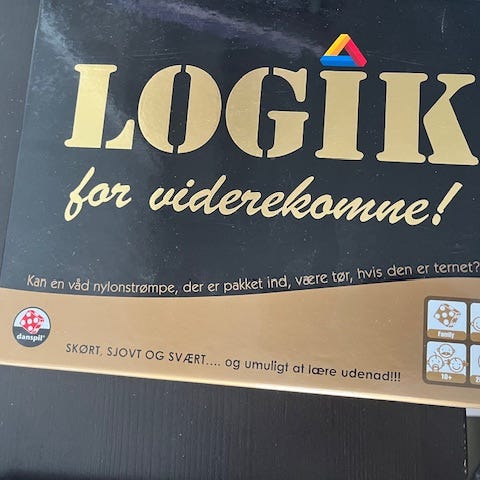 LOGIK
for viderekomne!
Kan en våd nylonstrømpe, der er pakket ind, være tør, hvis den er ternet?
danspil®
SKØRT, SJOVT OG SVÆRT.... og umuligt at lære udenad!!!
Family
10+